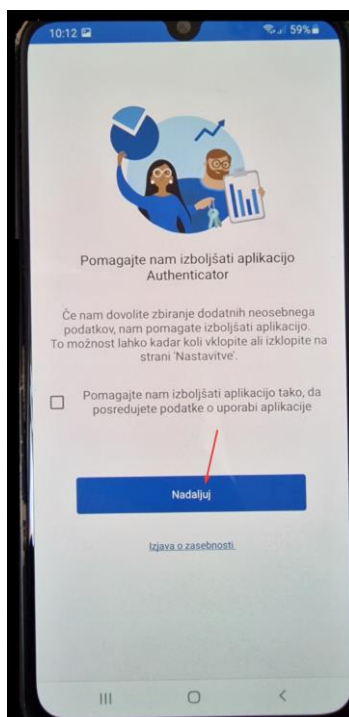 10:12
59%
Pomagajte nam izboljšati aplikacijo
Authenticator
Če nam dovolite zbiranje dodatnih neosebnega
podatkov, nam pomagate izboljšati aplikacijo.
To možnost lahko kadar koli vklopite ali izklopite na
strani 'Nastavitve'.
Pomagajte nam izboljšati aplikacijo tako, da
posredujete podatke o uporabi aplikacije
Nadaljuj
Izjava o zasebnosti